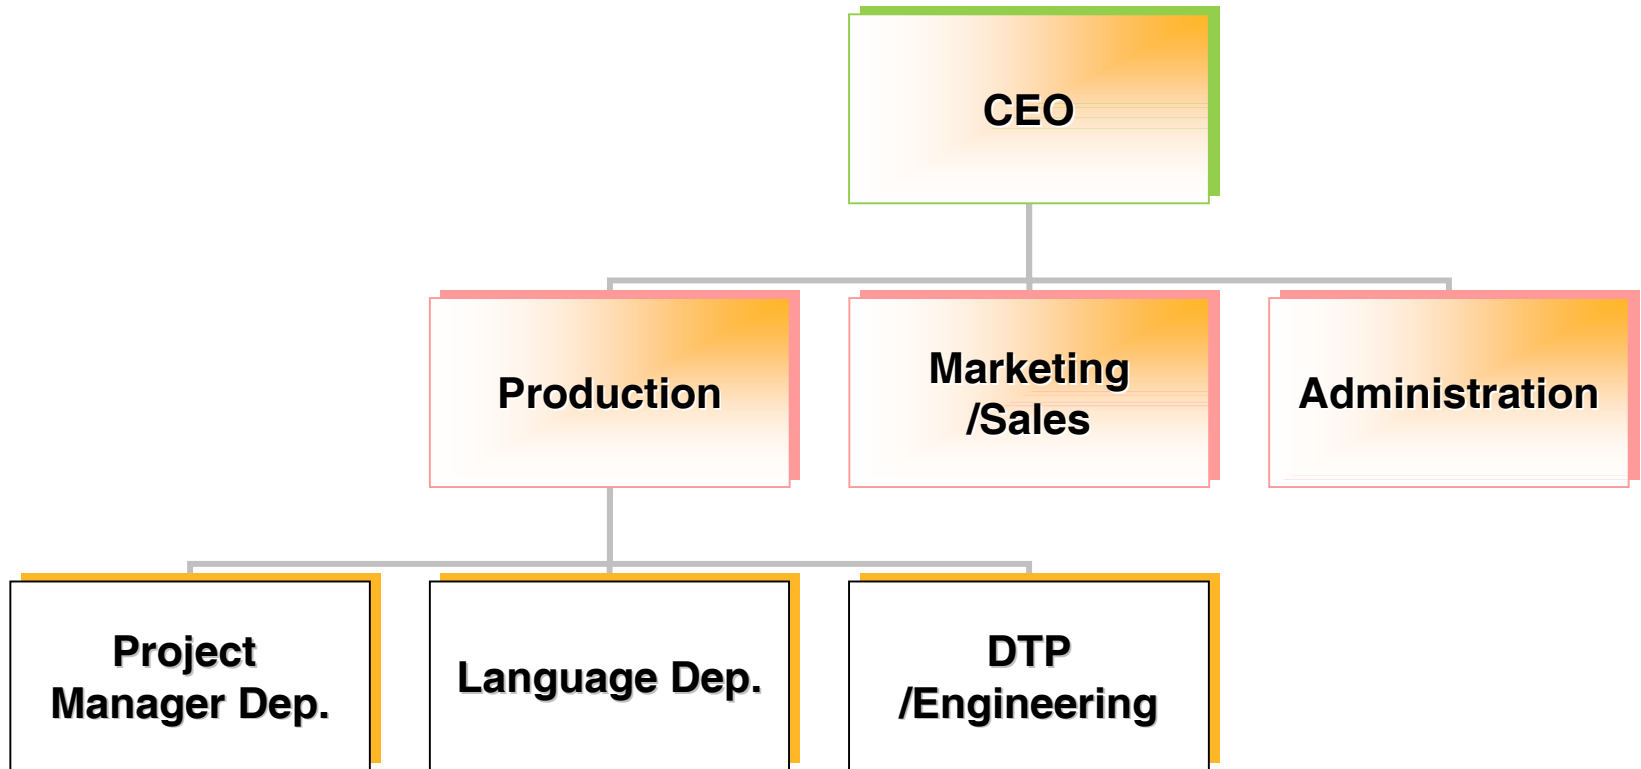 CEO
Production
Marketing
/Sales
Administration
Project
Manager Dep.
Language Dep.
DTP
/Engineering